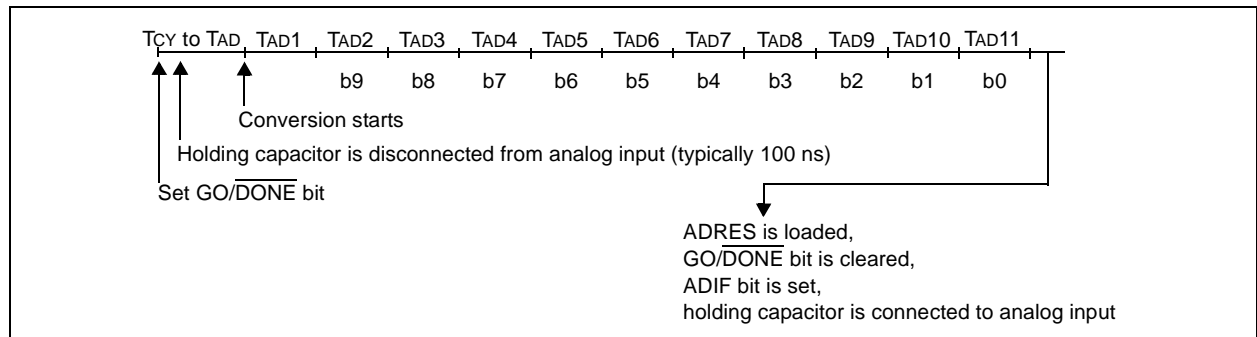 TCY to TAD TAD1 TAD2 TAD3 TAD4 TAD5 TAD6 TAD7 TAD8 TAD9 TAD10 TAD11
b9 b8 b7 b6 b5 b4 b3 b2 b1 b0
Conversion starts
Holding capacitor is disconnected from analog input (typically 100 ns)
Set GO/DONE bit
ADRES is loaded,
GO/DONE bit is cleared,
ADIF bit is set,
holding capacitor is connected to analog input